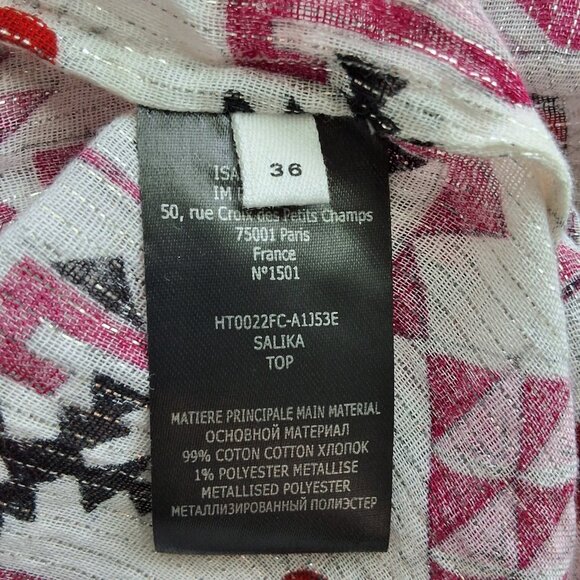 36
IM
50, rue Croix des Petits Champs
75001 Paris
France
N°1501
HT0022FC-A1J53E
SALIKA
TOP
MATIERE PRINCIPALE MAIN MATERIAL
ОСНОВНОЙ МАТЕРИАЛ
99% COTON COTTON ХЛОПОК
1% POLYESTER METALLISE
METALLISED POLYESTER
МЕТАЛЛИЗИРОВАННЫЙ ПОЛИЭСТЕР